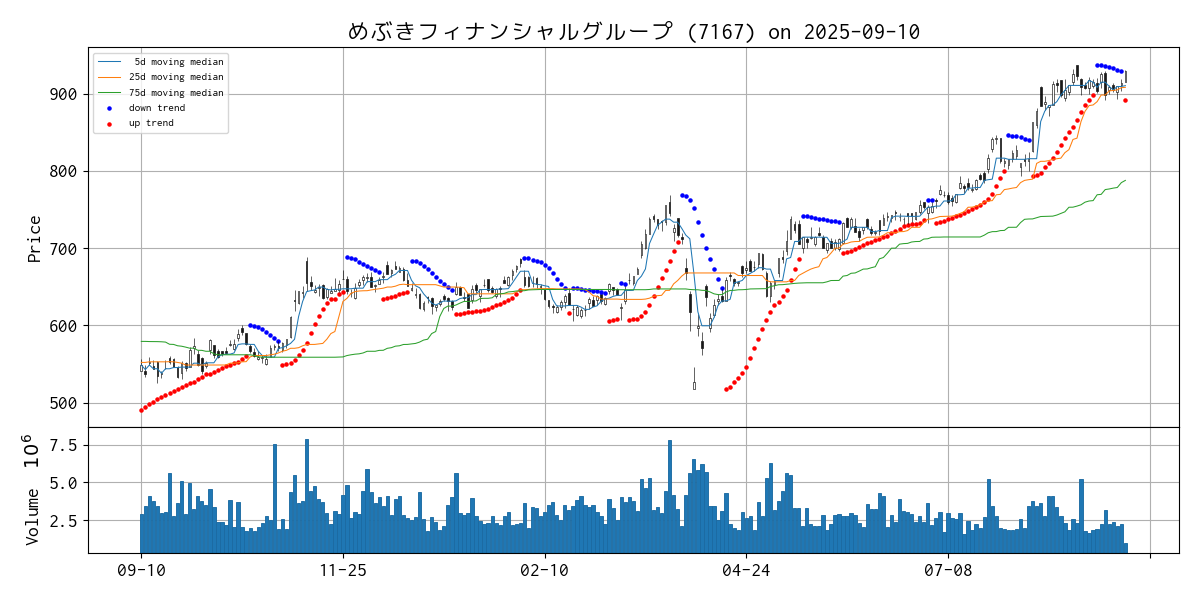 めぶきフィナンシャルグループ (7167) on 2025-09-10
5d moving median
25d moving median
75d moving median
down trend
up trend
900
800
700
600
500
Price
7.5
5.0
2.5
Volume 10^6
09-10 11-25 02-10 04-24 07-08